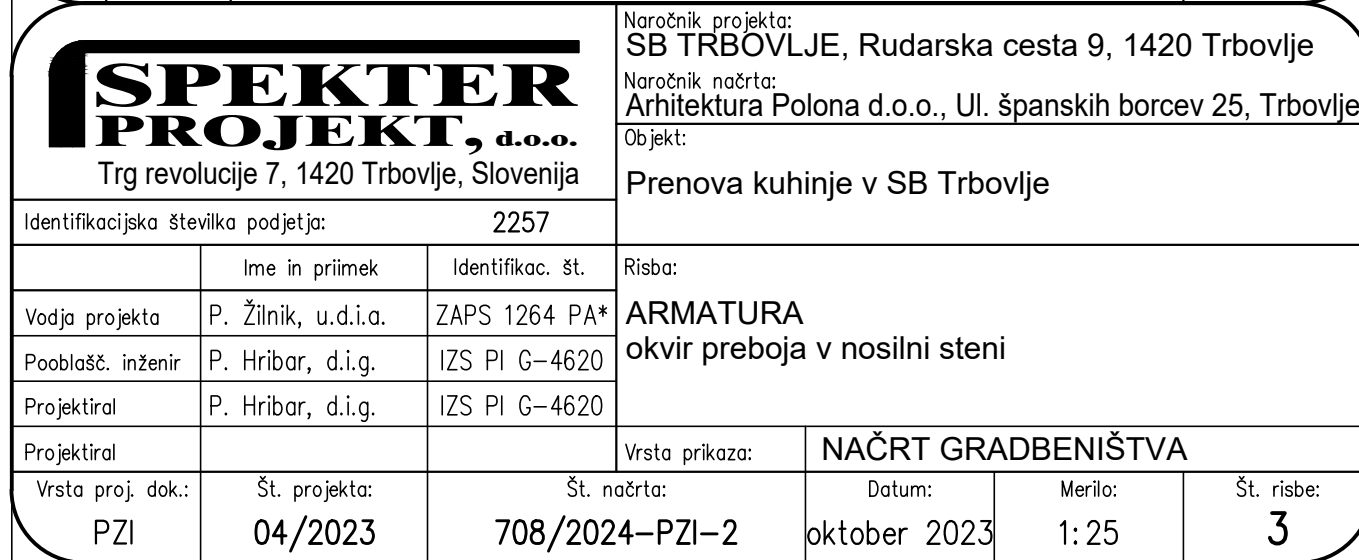 SPEKTER
PROJEKT, d.o.o.
Trg revolucije 7, 1420 Trbovlje, Slovenija
Identifikacijska številka podjetja: 2257
Naročnik projekta:
SB TRBOVLJE, Rudarska cesta 9, 1420 Trbovlje
Naročnik načrta:
Arhitektura Polona d.o.o., Ul. španskih borcev 25, Trbovlje
Objekt:
Prenova kuhinje v SB Trbovlje
Ime in priimek Identifikac. št.
Vodja projekta P. Žilnik, u.d.i.a. ZAPS 1264 PA*
Pooblašč. inženir P. Hribar, d.i.g. IZS PI G-4620
Projektiral P. Hribar, d.i.g. IZS PI G-4620
Projektiral
Risba:
ARMATURA
okvir preboja v nosilni steni
Vrsta prikaza: NAČRT GRADBENIŠTVA
Vrsta proj. dok.: Št. projekta: Št. načrta: Datum: Merilo: Št. risbe:
PZI 04/2023 708/2024-PZI-2 oktober 2023 1:25 3